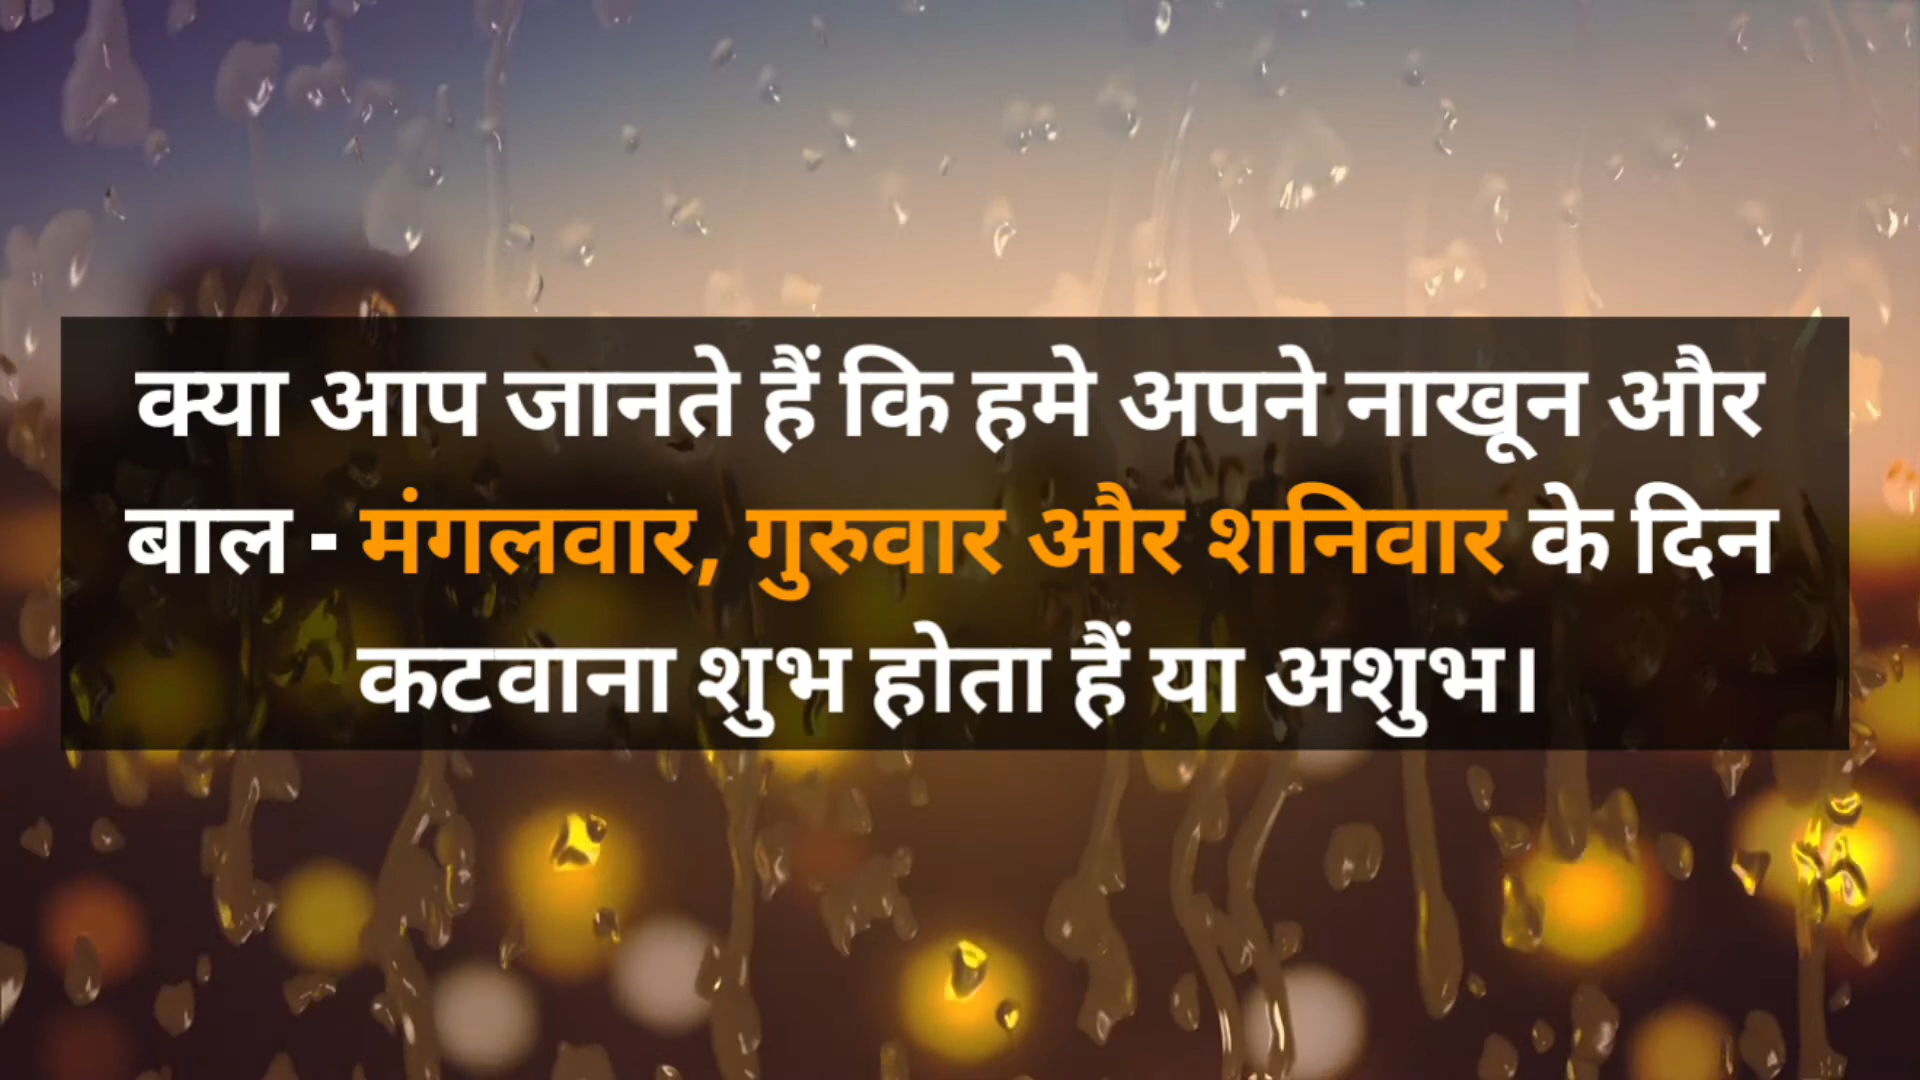 क्या आप जानते हैं कि हमे अपने नाखून और
बाल - मंगलवार, गुरुवार और शनिवार के दिन
कटवाना शुभ होता हैं या अशुभ।